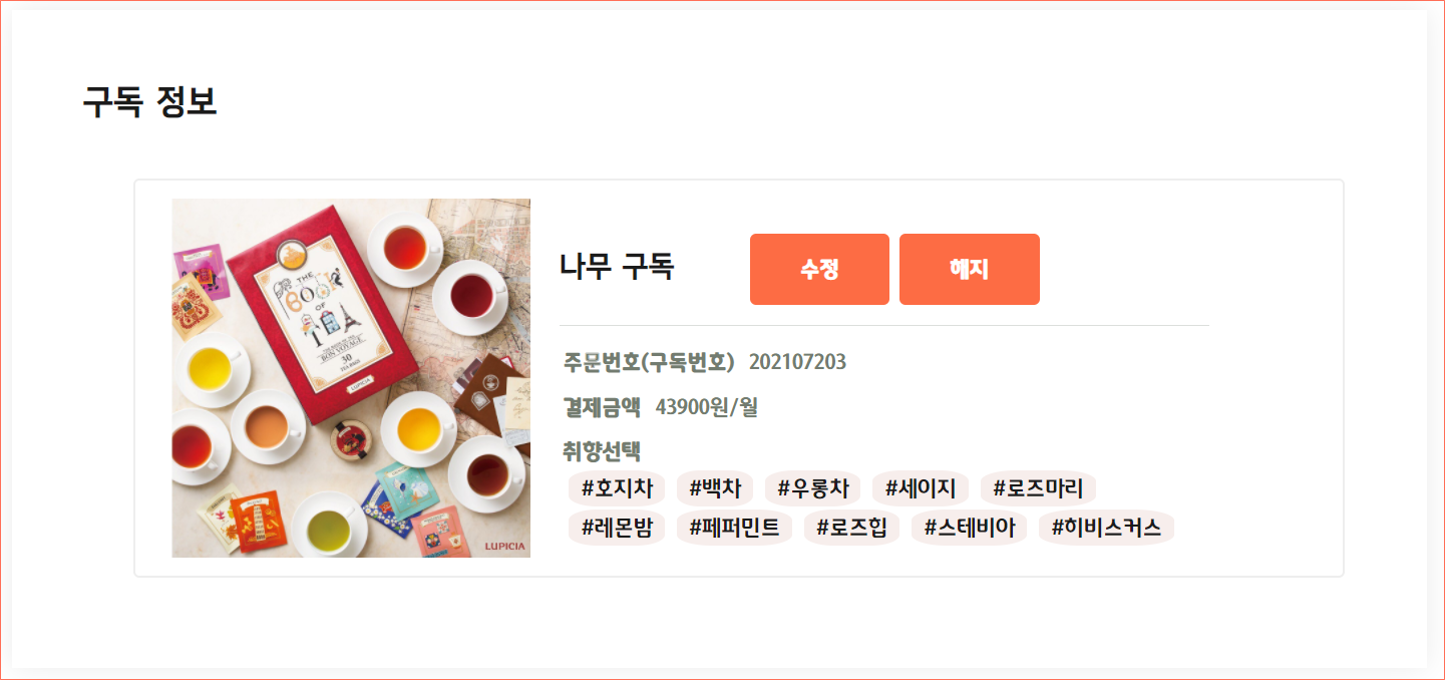 구독 정보
THE
BOOK
OF
TEA
BON VOYAGE
30
TEA BAGS
LUPICIA
LUPICIA
나무 구독
수정
해지
주문번호(구독번호) 202107203
결제금액 43900원/월
취향선택
#호지차 #백차 #우롱차 #세이지 #로즈마리
#레몬밤 #페퍼민트 #로즈힙 #스테비아 #히비스커스